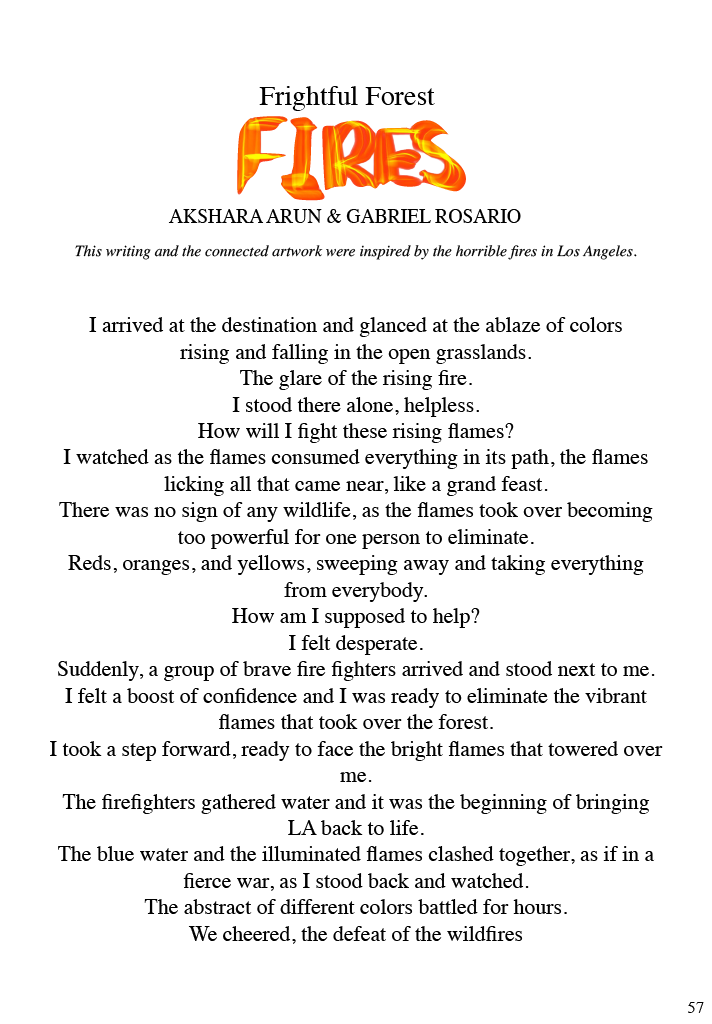 Frightful Forest
FIRES
AKSHARA ARUN & GABRIEL ROSARIO
This writing and the connected artwork were inspired by the horrible fires in Los Angeles.
I arrived at the destination and glanced at the ablaze of colors
rising and falling in the open grasslands.
The glare of the rising fire.
I stood there alone, helpless.
How will I fight these rising flames?
I watched as the flames consumed everything in its path, the flames
licking all that came near, like a grand feast.
There was no sign of any wildlife, as the flames took over becoming
too powerful for one person to eliminate.
Reds, oranges, and yellows, sweeping away and taking everything
from everybody.
How am I supposed to help?
I felt desperate.
Suddenly, a group of brave fire fighters arrived and stood next to me.
I felt a boost of confidence and I was ready to eliminate the vibrant
flames that took over the forest.
I took a step forward, ready to face the bright flames that towered over
me.
The firefighters gathered water and it was the beginning of bringing
LA back to life.
The blue water and the illuminated flames clashed together, as if in a
fierce war, as I stood back and watched.
The abstract of different colors battled for hours.
We cheered, the defeat of the wildfires
57